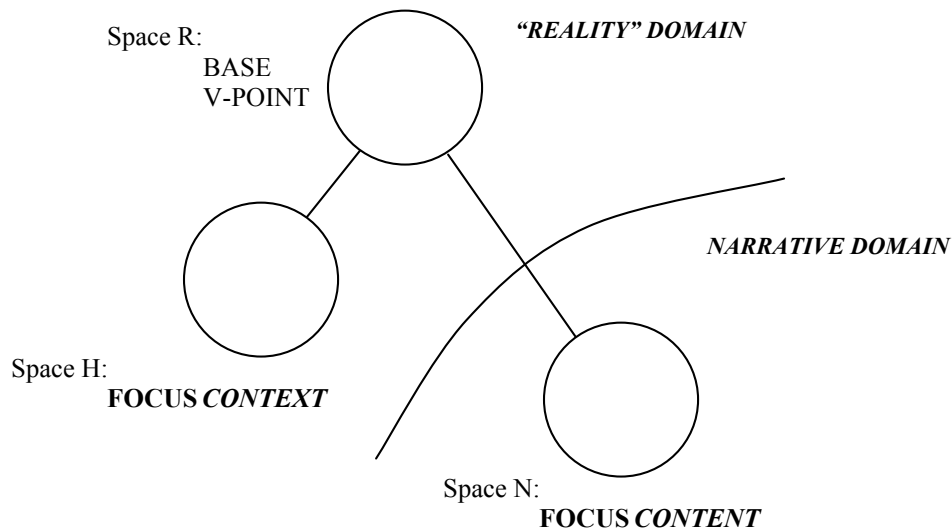 Space R:
BASE
V-POINT
“REALITY” DOMAIN
NARRATIVE DOMAIN
Space H:
FOCUS CONTEXT
Space N:
FOCUS CONTENT